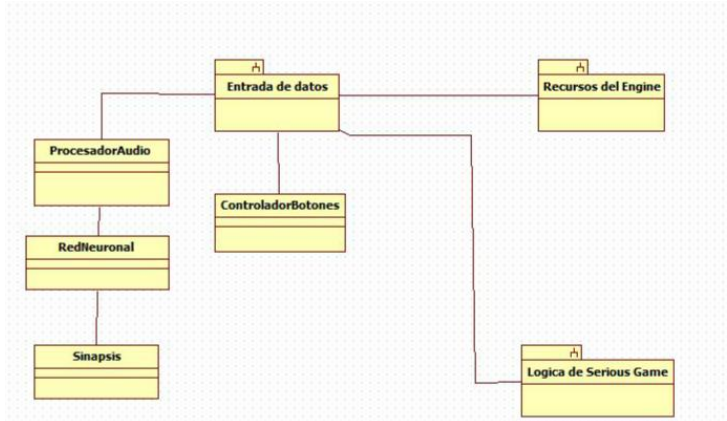 Entrada de datos
Recursos del Engine
ProcesadorAudio
ControladorBotones
RedNeuronal
Sinapsis
Logica de Serious Game